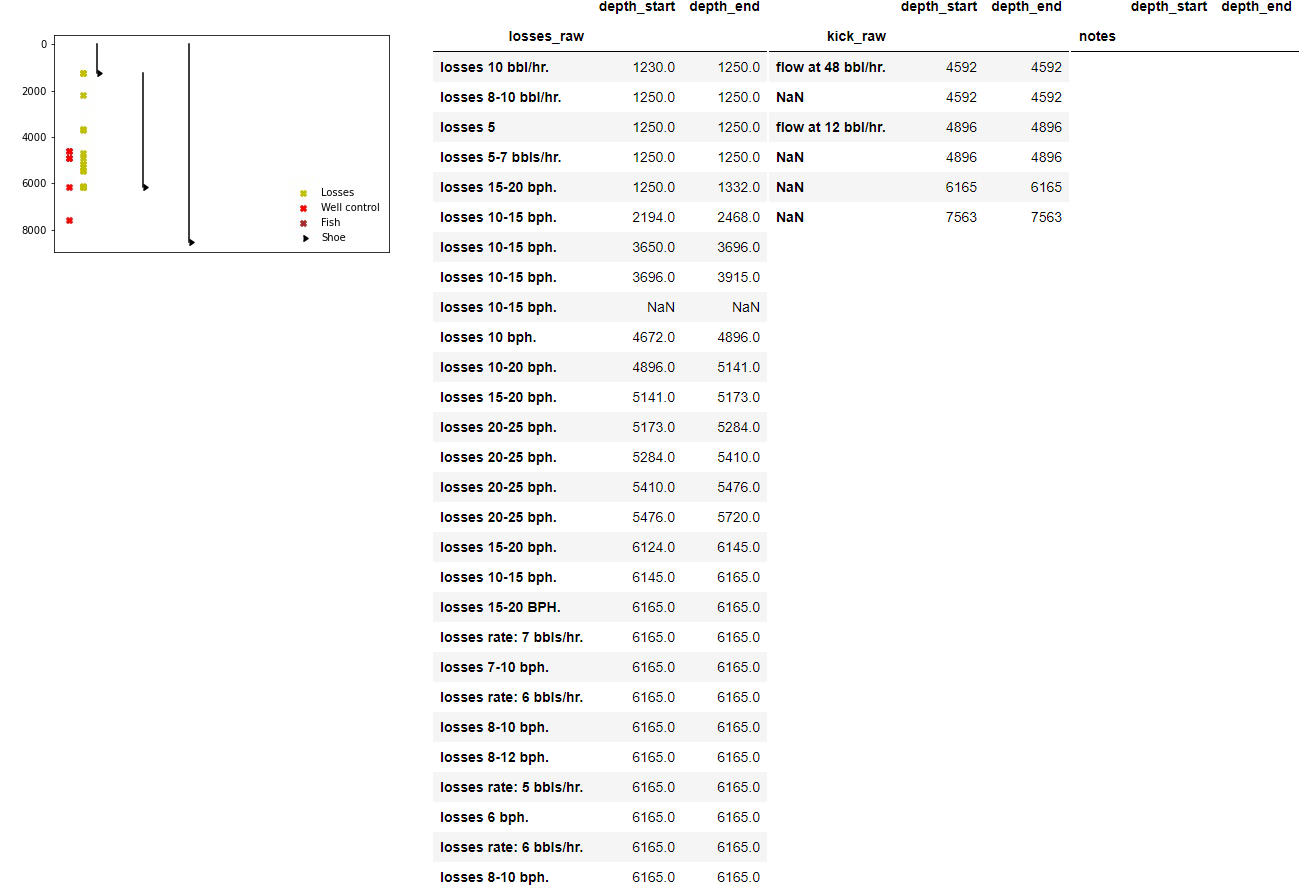 depth_start depth_end depth_start depth_end depth_start depth_end
losses_raw kick_raw notes
0
2000
4000
6000
8000
Losses
Well control
Fish
Shoe
losses 10 bbl/hr. 1230.0 1250.0
losses 8-10 bbl/hr. 1250.0 1250.0
losses 5 1250.0 1250.0
losses 5-7 bbls/hr. 1250.0 1250.0
losses 15-20 bph. 1250.0 1332.0
losses 10-15 bph. 2194.0 2468.0
losses 10-15 bph. 3650.0 3696.0
losses 10-15 bph. 3696.0 3915.0
losses 10-15 bph. NaN NaN
losses 10 bph. 4672.0 4896.0
losses 10-20 bph. 4896.0 5141.0
losses 15-20 bph. 5141.0 5173.0
losses 20-25 bph. 5173.0 5284.0
losses 20-25 bph. 5284.0 5410.0
losses 20-25 bph. 5410.0 5476.0
losses 20-25 bph. 5476.0 5720.0
losses 15-20 bph. 6124.0 6145.0
losses 10-15 bph. 6145.0 6165.0
losses 15-20 BPH. 6165.0 6165.0
losses rate: 7 bbls/hr. 6165.0 6165.0
losses 7-10 bph. 6165.0 6165.0
losses rate: 6 bbls/hr. 6165.0 6165.0
losses 8-10 bph. 6165.0 6165.0
losses 8-12 bph. 6165.0 6165.0
losses rate: 5 bbls/hr. 6165.0 6165.0
losses 6 bph. 6165.0 6165.0
losses rate: 6 bbls/hr. 6165.0 6165.0
losses 8-10 bph. 6165.0 6165.0
flow at 48 bbl/hr. 4592 4592
NaN 4592 4592
flow at 12 bbl/hr. 4896 4896
NaN 4896 4896
NaN 6165 6165
NaN 7563 7563